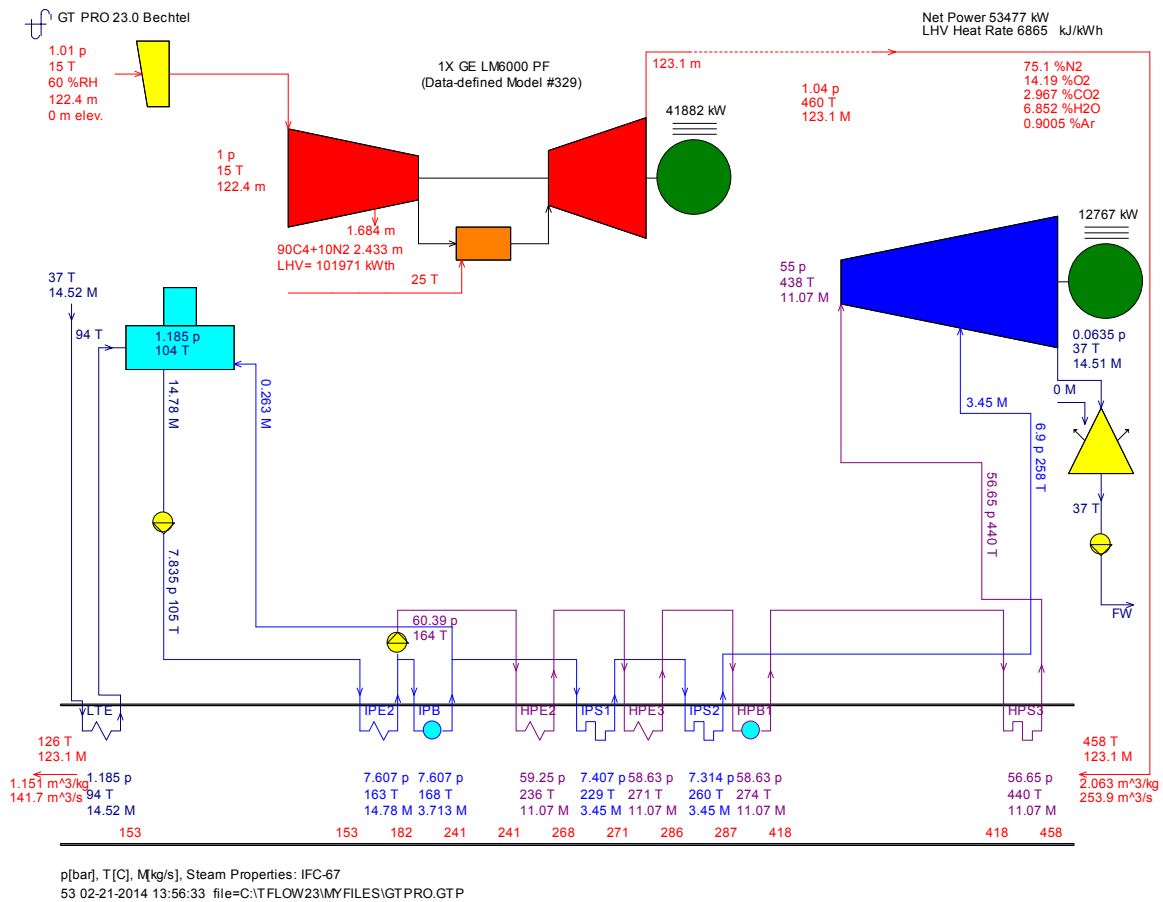 GT PRO 23.0 Bechtel
Net Power 53477 kW
LHV Heat Rate 6865 kJ/kWh
1.01 p
15 T
60 %RH
122.4 m
0 m elev.
1X GE LM6000 PF
(Data-defined Model #329)
123.1 m
1.04 p
460 T
123.1 M
75.1 %N2
14.19 %O2
2.967 %CO2
6.852 %H2O
0.9005 %Ar
41882 kW
1 p
15 T
122.4 m
1.684 m
90C4+10N2 2.433 m
LHV= 101971 kWth
25 T
12767 kW
55 p
438 T
11.07 M
37 T
14.52 M
94 T
1.185 p
104 T
0.0635 p
37 T
14.51 M
0 M
14.78 M
0.263 M
3.45 M
6.9 p 258 T
56.65 p 440 T
37 T
7.835 p 105 T
FW
60.39 p
164 T
LTE
IPE2
IPB
HPE2
IPS1
HPE3
IPS2
HPB1
HPS3
126 T
123.1 M
1.151 m^3/kg
141.7 m^3/s
458 T
123.1 M
2.063 m^3/kg
253.9 m^3/s
1.185 p
94 T
14.52 M
7.607 p
163 T
14.78 M
7.607 p
168 T
3.713 M
59.25 p
236 T
11.07 M
7.407 p
229 T
3.45 M
58.63 p
271 T
11.07 M
7.314 p
260 T
3.45 M
58.63 p
274 T
11.07 M
56.65 p
440 T
11.07 M
153 153 182 241 241 268 271 286 287 418 418 458
p[bar], T[C], M[kg/s], Steam Properties: IFC-67
53 02-21-2014 13:56:33 file=C:\TFLOW23\MYFILES\GTPRO.GTP